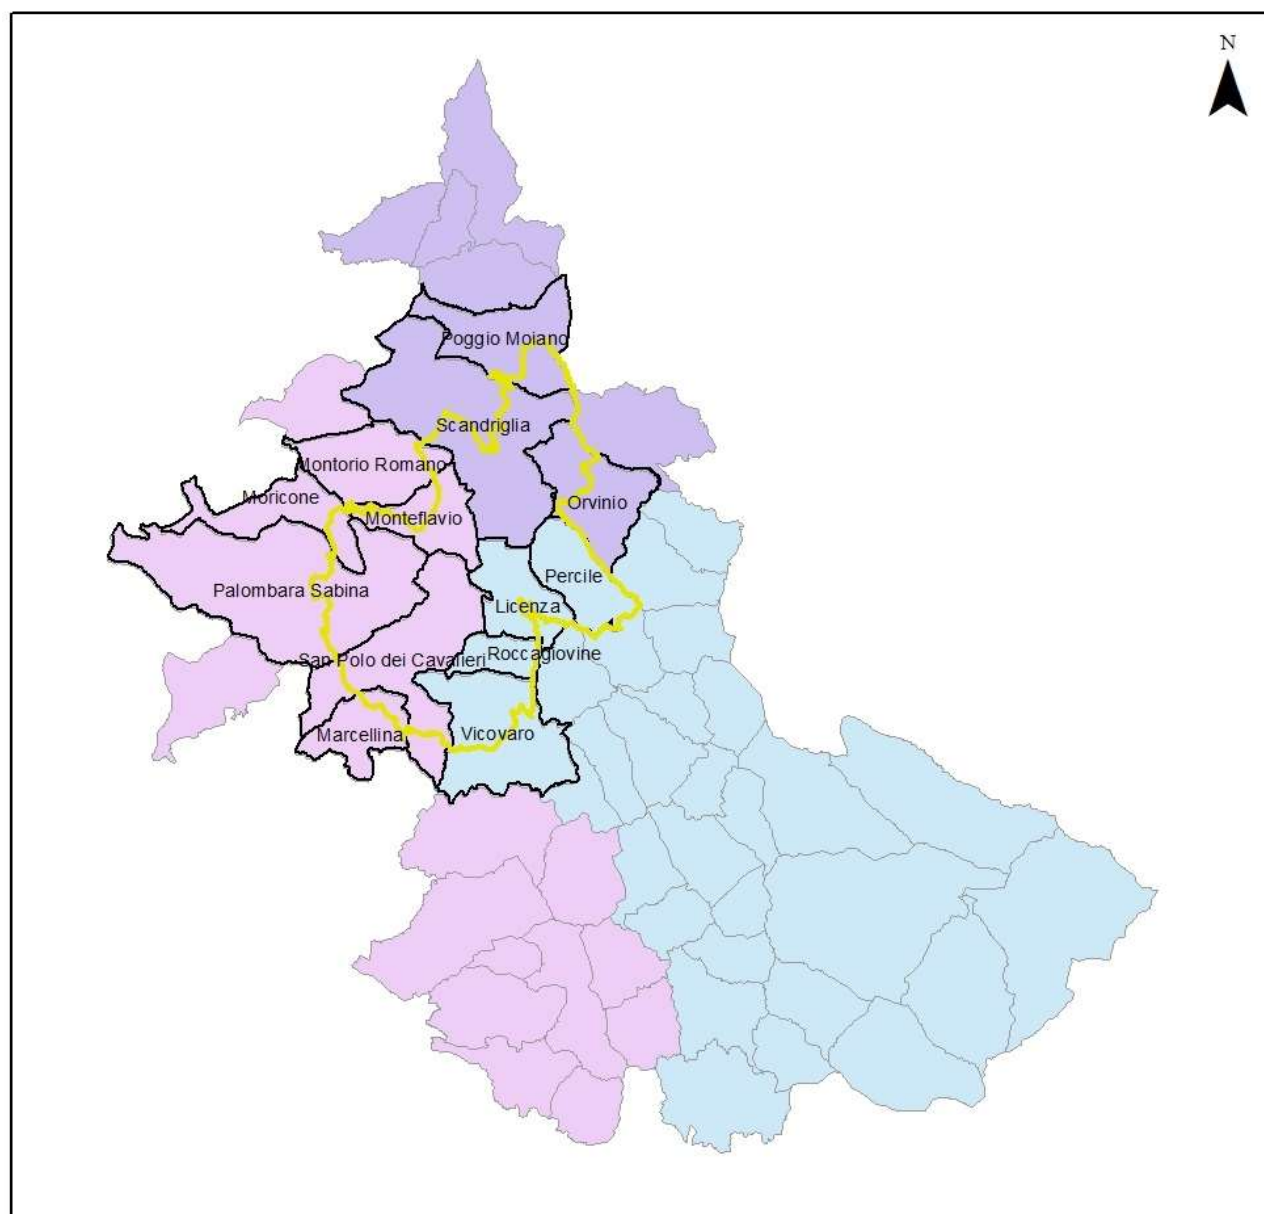 N
Poggio Moiano
Scandriglia
Montorio Romano
Moricone
Orvinio
Monteflavio
Percile
Palombara Sabina
Licenza
Roccagiovine
San Polo dei Cavalieri
Marcellina
Vicovaro